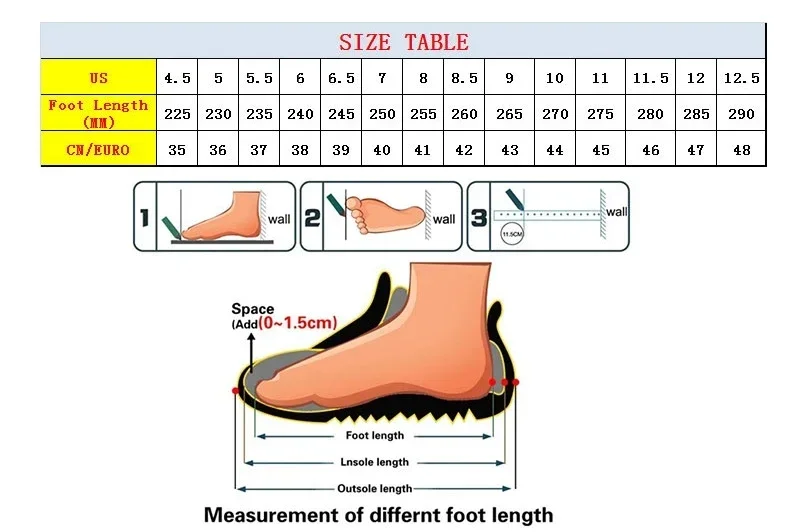 SIZE TABLE
US 4.5 5 5.5 6 6.5 7 8 8.5 9 10 11 11.5 12 12.5
Foot Length (MM) 225 230 235 240 245 250 255 260 265 270 275 280 285 290
CN/EURO 35 36 37 38 39 40 41 42 43 44 45 46 47 48
1 wall 2 wall 3 wall
11.5CM
Space
(Add(0~1.5cm)
Foot length
Lnsole length
Outsole length
Measurement of differnt foot length